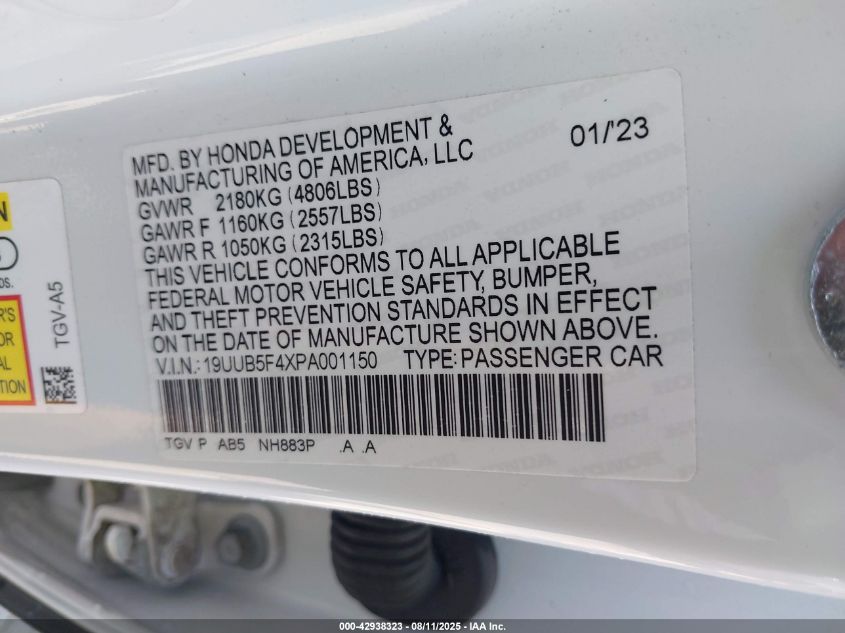 MFD. BY HONDA DEVELOPMENT & 01/'23
MANUFACTURING OF AMERICA, LLC
GVWR 2180KG (4806LBS)
GAWR F 1160KG (2557LBS)
GAWR R 1050KG (2315LBS)
THIS VEHICLE CONFORMS TO ALL APPLICABLE
FEDERAL MOTOR VEHICLE SAFETY, BUMPER,
AND THEFT PREVENTION STANDARDS IN EFFECT
ON THE DATE OF MANUFACTURE SHOWN ABOVE.
V.I.N.:19UUB5F4XPA001150 TYPE:PASSENGER CAR
TGV P AB5 NH883P .A .A
TGV-A5
000-42938323 - 08/11/2025 - IAA Inc.